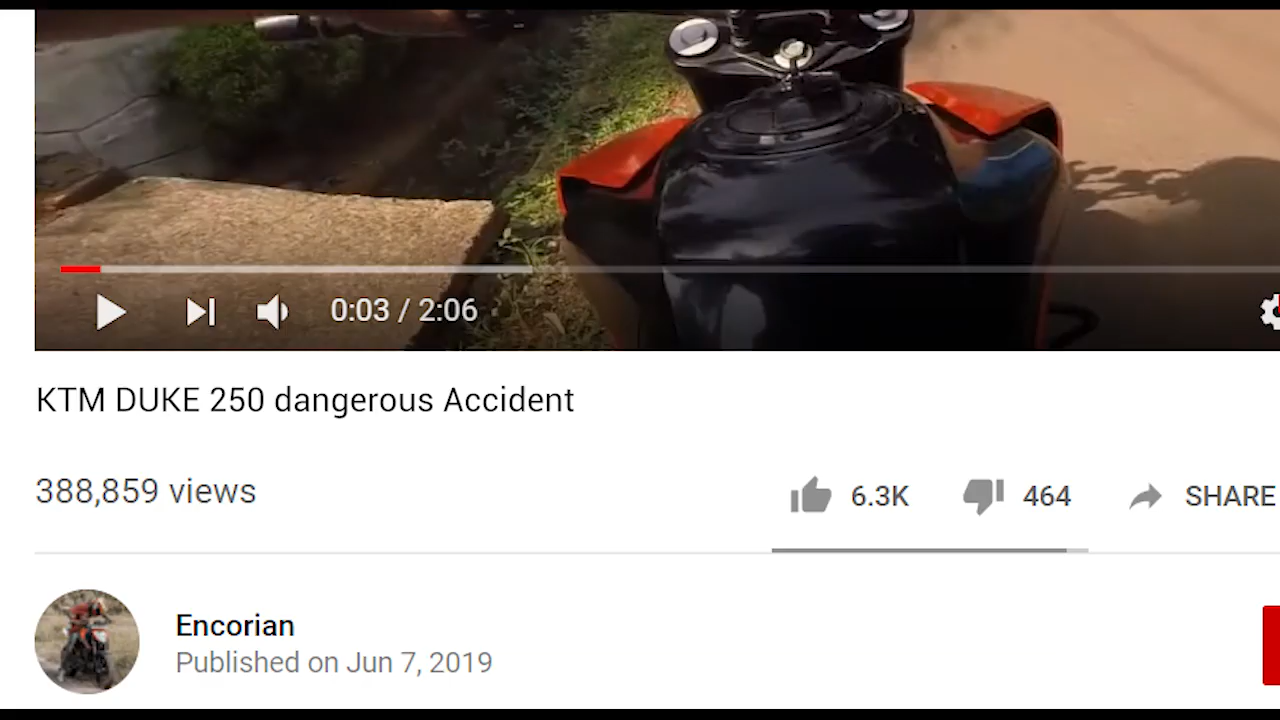 0:03 / 2:06
KTM DUKE 250 dangerous Accident
388,859 views
6.3K
464
SHARE
Encorian
Published on Jun 7, 2019